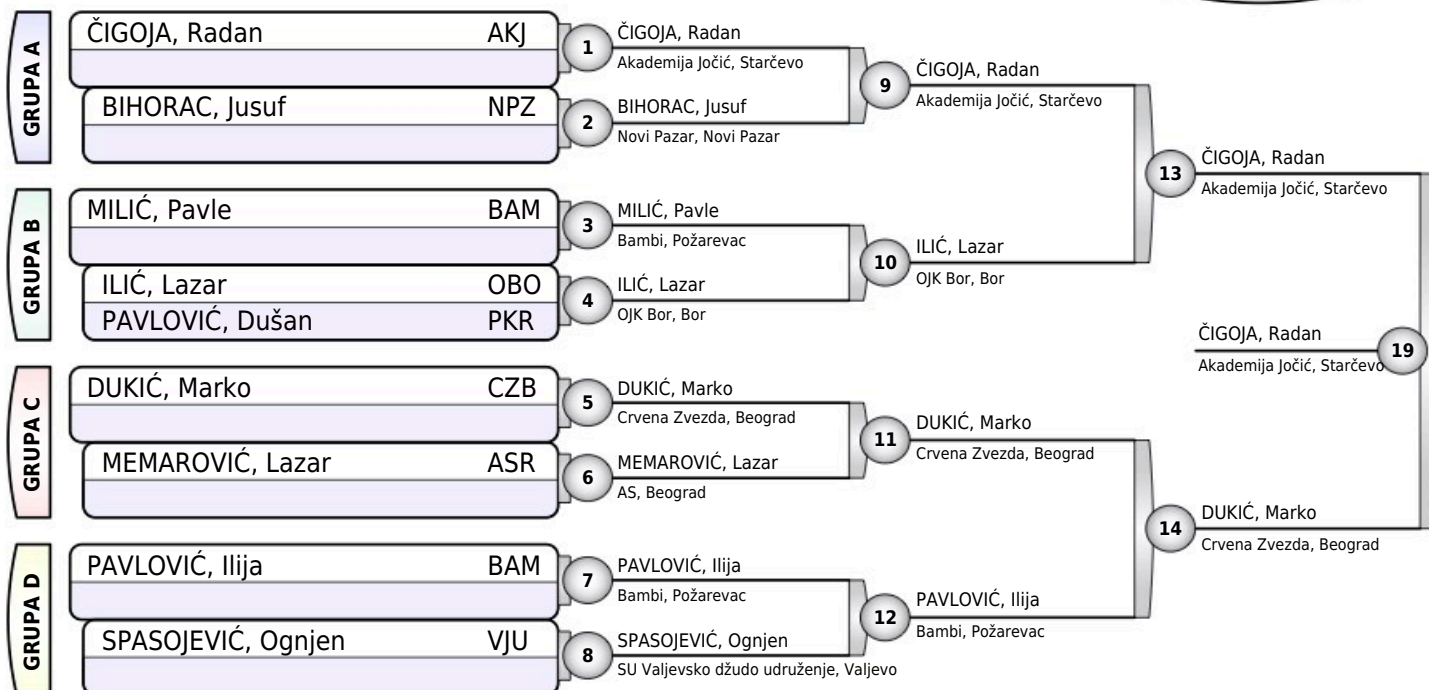 GRUPA A
ČIGOJA, Radan AKJ
BIHORAC, Jusuf NPZ
1
ČIGOJA, Radan
Akademija Jočić, Starčevo
2
BIHORAC, Jusuf
Novi Pazar, Novi Pazar
9
ČIGOJA, Radan
Akademija Jočić, Starčevo
GRUPA B
MILIĆ, Pavle BAM
ILIĆ, Lazar OBO
PAVLOVIĆ, Dušan PKR
3
MILIĆ, Pavle
Bambi, Požarevac
4
ILIĆ, Lazar
OJK Bor, Bor
10
ILIĆ, Lazar
OJK Bor, Bor
13
ČIGOJA, Radan
Akademija Jočić, Starčevo
GRUPA C
DUKIĆ, Marko CZB
MEMAROVIĆ, Lazar ASR
5
DUKIĆ, Marko
Crvena Zvezda, Beograd
6
MEMAROVIĆ, Lazar
AS, Beograd
11
DUKIĆ, Marko
Crvena Zvezda, Beograd
GRUPA D
PAVLOVIĆ, Ilija BAM
SPASOJEVIĆ, Ognjen VJU
7
PAVLOVIĆ, Ilija
Bambi, Požarevac
8
SPASOJEVIĆ, Ognjen
SU Valjevsko džudo udruženje, Valjevo
12
PAVLOVIĆ, Ilija
Bambi, Požarevac
14
DUKIĆ, Marko
Crvena Zvezda, Beograd
ČIGOJA, Radan
Akademija Jočić, Starčevo
19